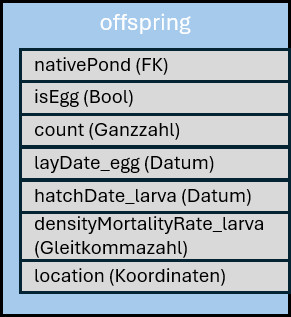 offspring
nativePond (FK)
isEgg (Bool)
count (Ganzzahl)
layDate_egg (Datum)
hatchDate_larva (Datum)
densityMortalityRate_larva
(Gleitkommazahl)
location (Koordinaten)